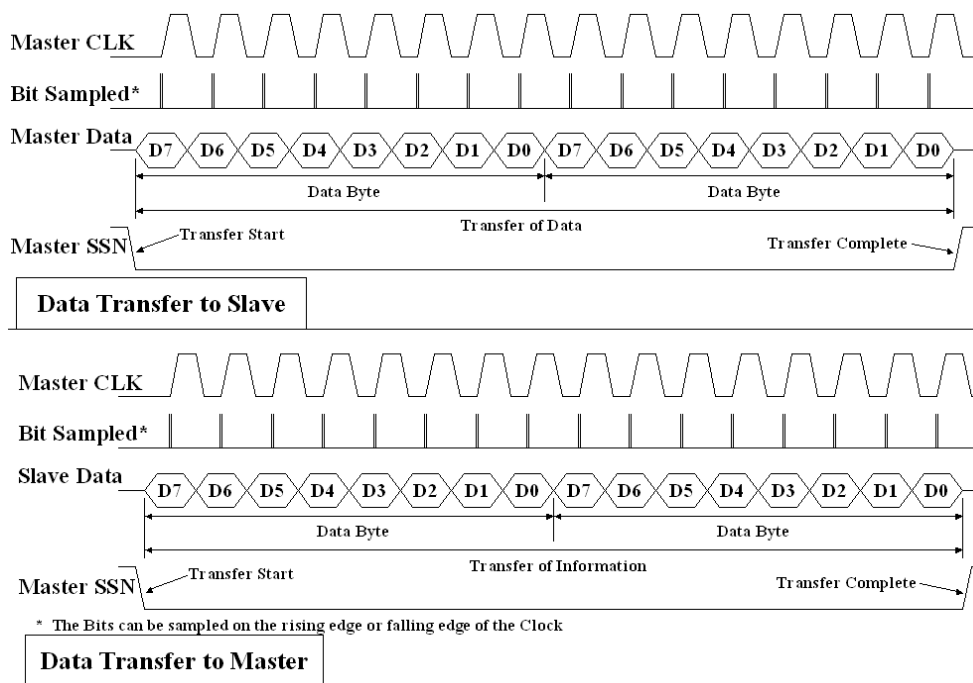 Master CLK
Bit Sampled*
Master Data
D7 D6 D5 D4 D3 D2 D1 D0 D7 D6 D5 D4 D3 D2 D1 D0
Data Byte Data Byte
Transfer of Data
Master SSN
Transfer Start
Transfer Complete
Data Transfer to Slave
Master CLK
Bit Sampled*
Slave Data
D7 D6 D5 D4 D3 D2 D1 D0 D7 D6 D5 D4 D3 D2 D1 D0
Data Byte Data Byte
Transfer of Information
Master SSN
Transfer Start
Transfer Complete
* The Bits can be sampled on the rising edge or falling edge of the Clock
Data Transfer to Master